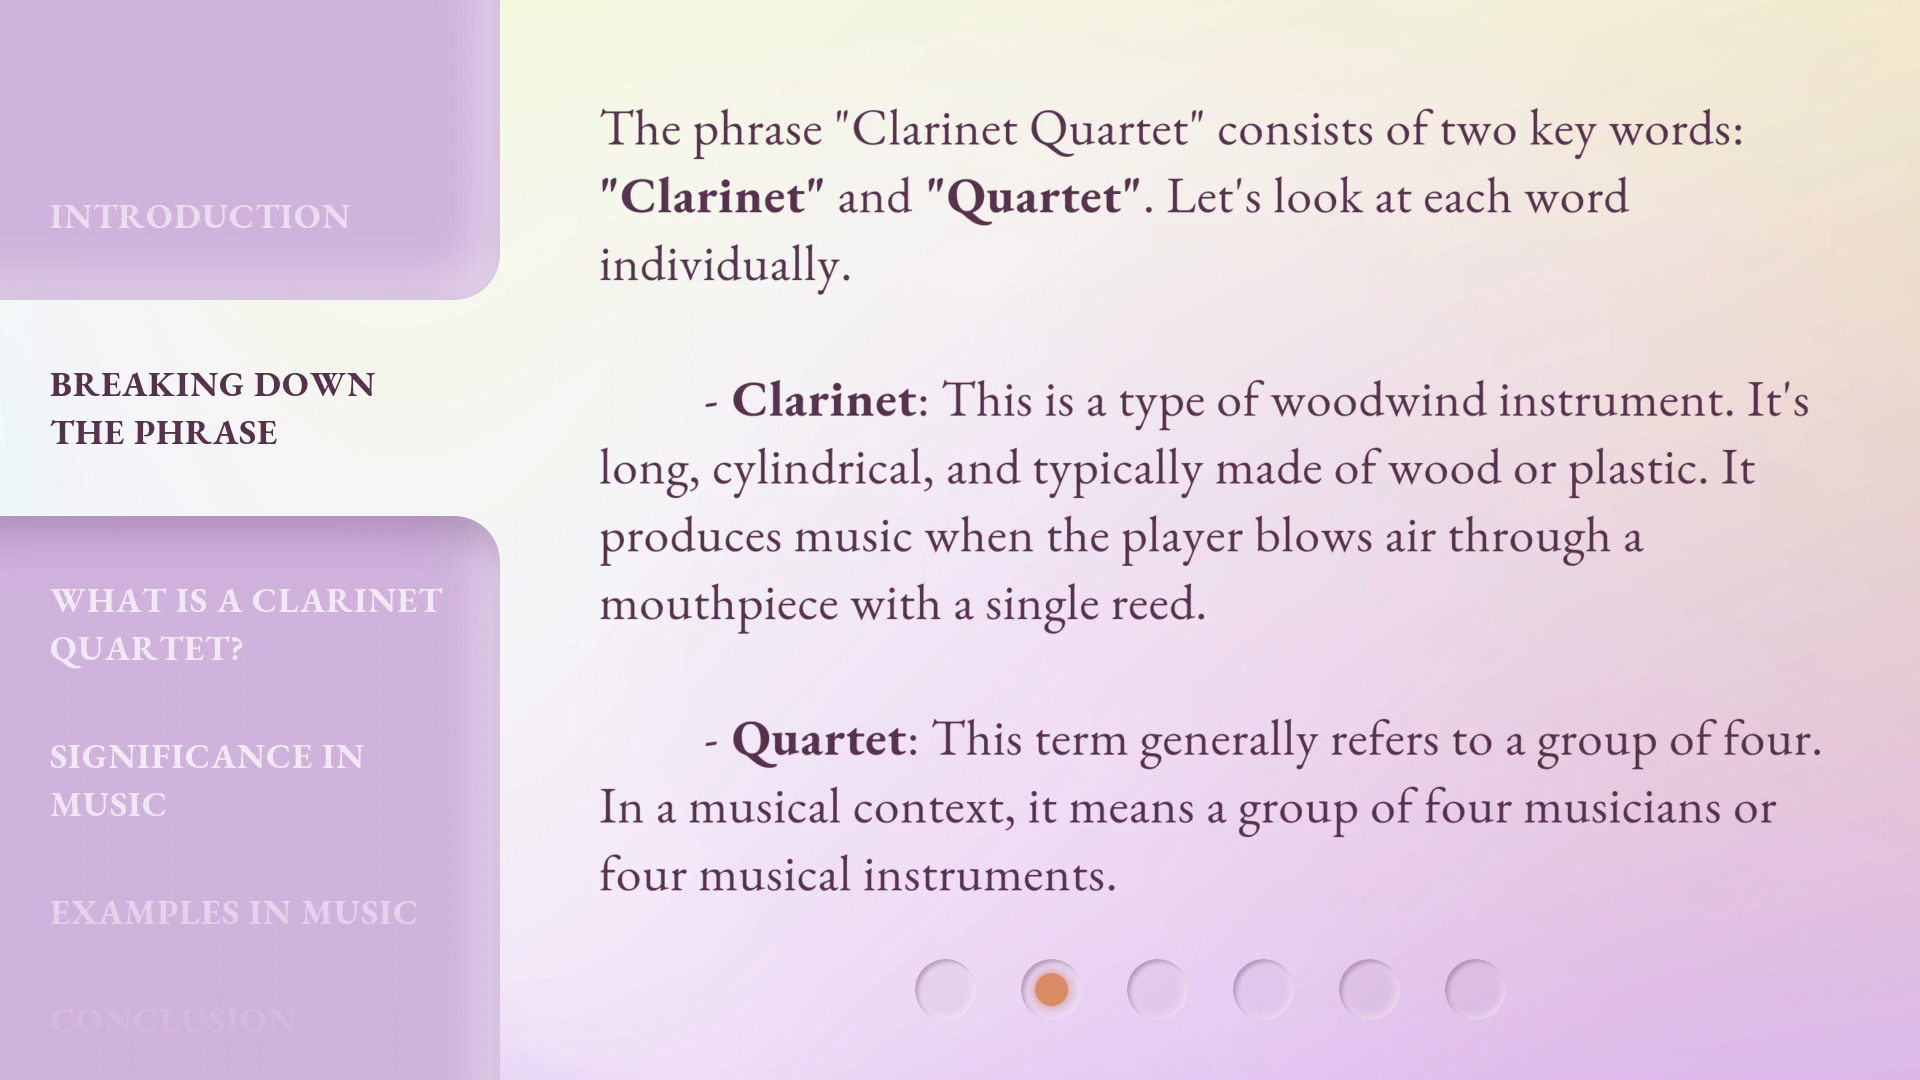 INTRODUCTION
BREAKING DOWN
THE PHRASE
WHAT IS A CLARINET
QUARTET?
SIGNIFICANCE IN
MUSIC
EXAMPLES IN MUSIC
CONCLUSION
The phrase "Clarinet Quartet" consists of two key words:
"Clarinet" and "Quartet". Let's look at each word
individually.
- Clarinet: This is a type of woodwind instrument. It's
long, cylindrical, and typically made of wood or plastic. It
produces music when the player blows air through a
mouthpiece with a single reed.
- Quartet: This term generally refers to a group of four.
In a musical context, it means a group of four musicians or
four musical instruments.